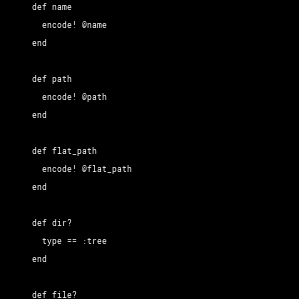 def name
encode! @name
end
def path
encode! @path
end
def flat_path
encode! @flat_path
end
def dir?
type == :tree
end
def file?